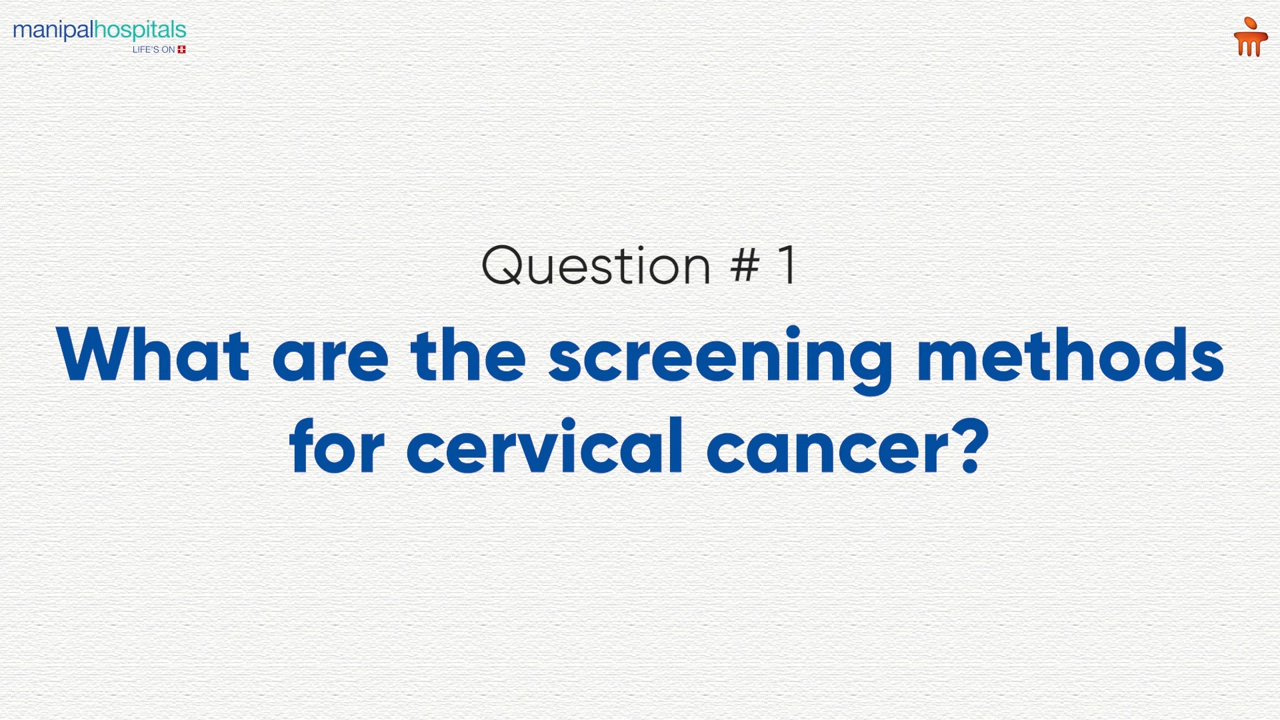 manipalhospitals
LIFE'S ON
Question # 1
What are the screening methods
for cervical cancer?